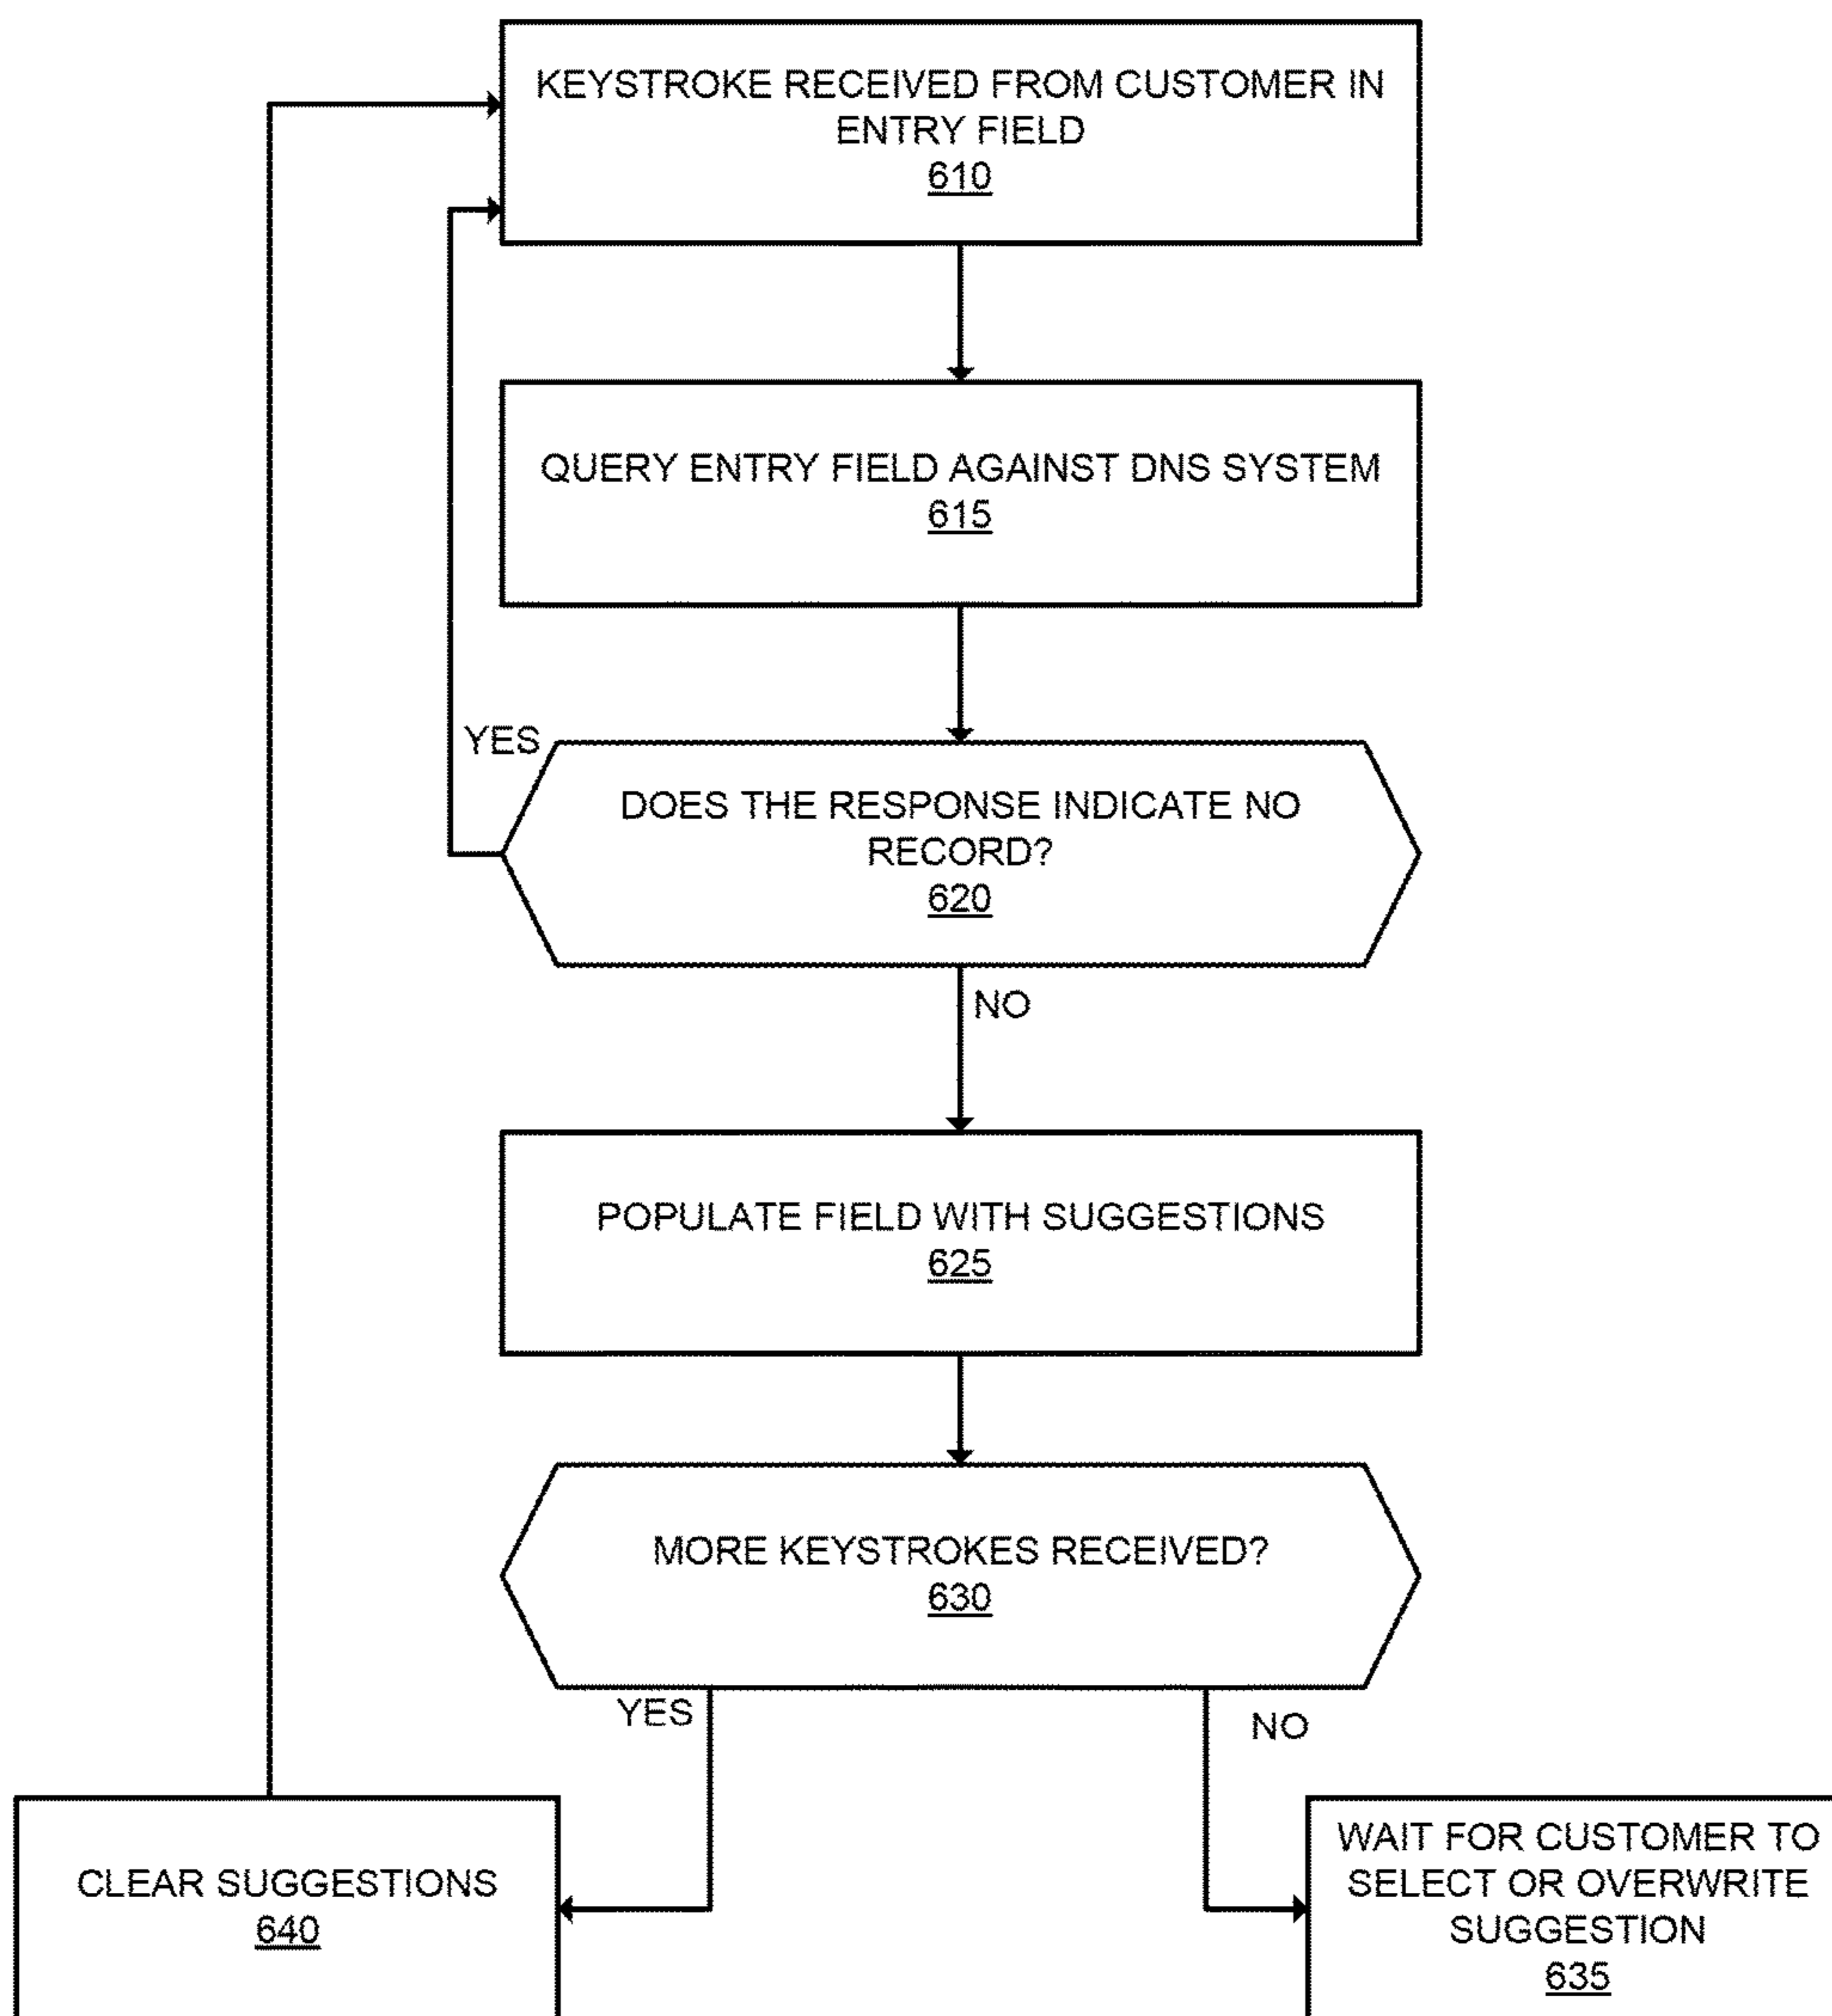 KEYSTROKE RECEIVED FROM CUSTOMER IN
ENTRY FIELD
610
QUERY ENTRY FIELD AGAINST DNS SYSTEM
615
YES
DOES THE RESPONSE INDICATE NO
RECORD?
620
NO
POPULATE FIELD WITH SUGGESTIONS
625
MORE KEYSTROKES RECEIVED?
630
YES
NO
CLEAR SUGGESTIONS
640
WAIT FOR CUSTOMER TO
SELECT OR OVERWRITE
SUGGESTION
635